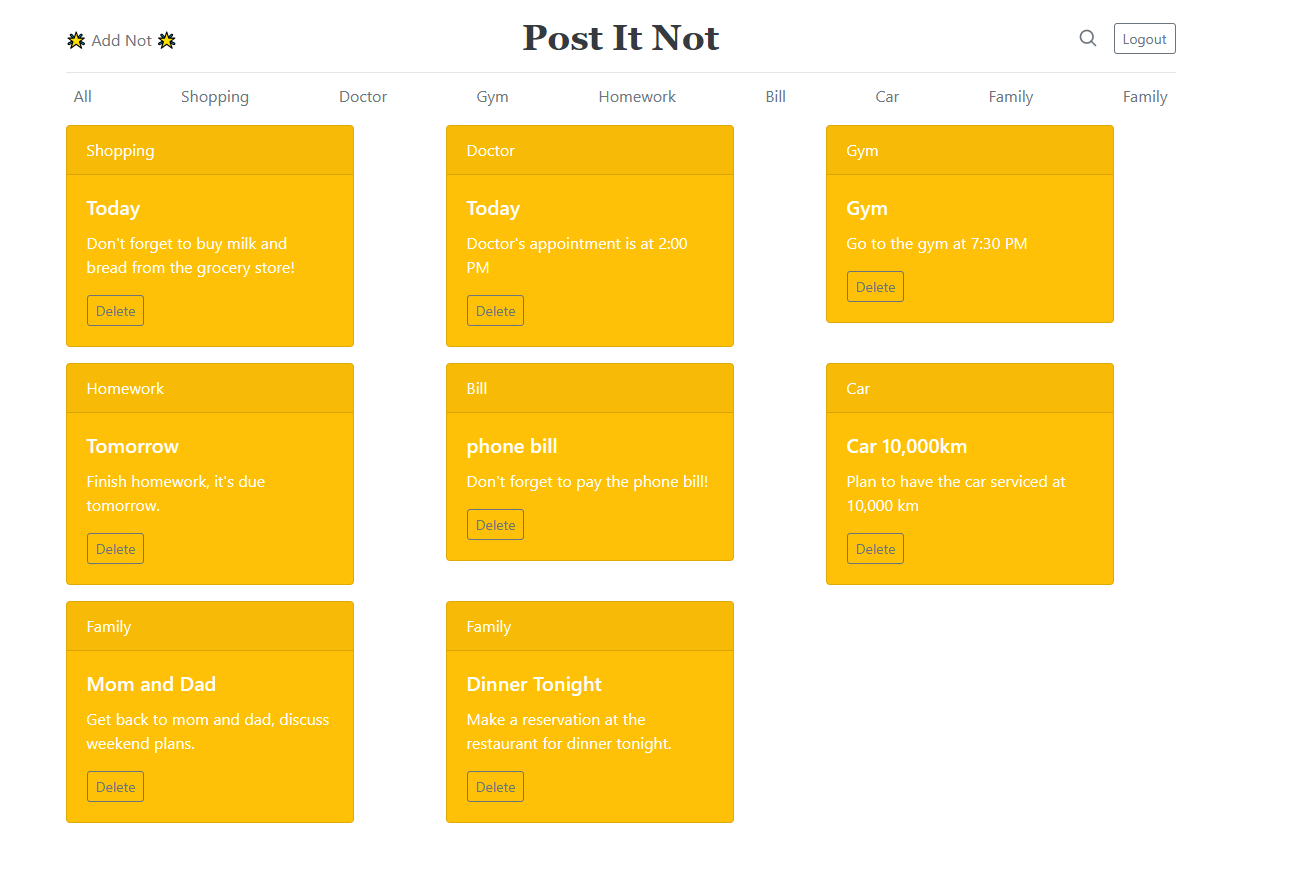 Add Not
Post It Not
Logout
All Shopping Doctor Gym Homework Bill Car Family Family
Shopping
Today
Don't forget to buy milk and
bread from the grocery store!
Delete
Doctor
Today
Doctor's appointment is at 2:00
PM
Delete
Gym
Gym
Go to the gym at 7:30 PM
Delete
Homework
Tomorrow
Finish homework, it's due
tomorrow.
Delete
Bill
phone bill
Don't forget to pay the phone bill!
Delete
Car
Car 10,000km
Plan to have the car serviced at
10,000 km
Delete
Family
Mom and Dad
Get back to mom and dad, discuss
weekend plans.
Delete
Family
Dinner Tonight
Make a reservation at the
restaurant for dinner tonight.
Delete